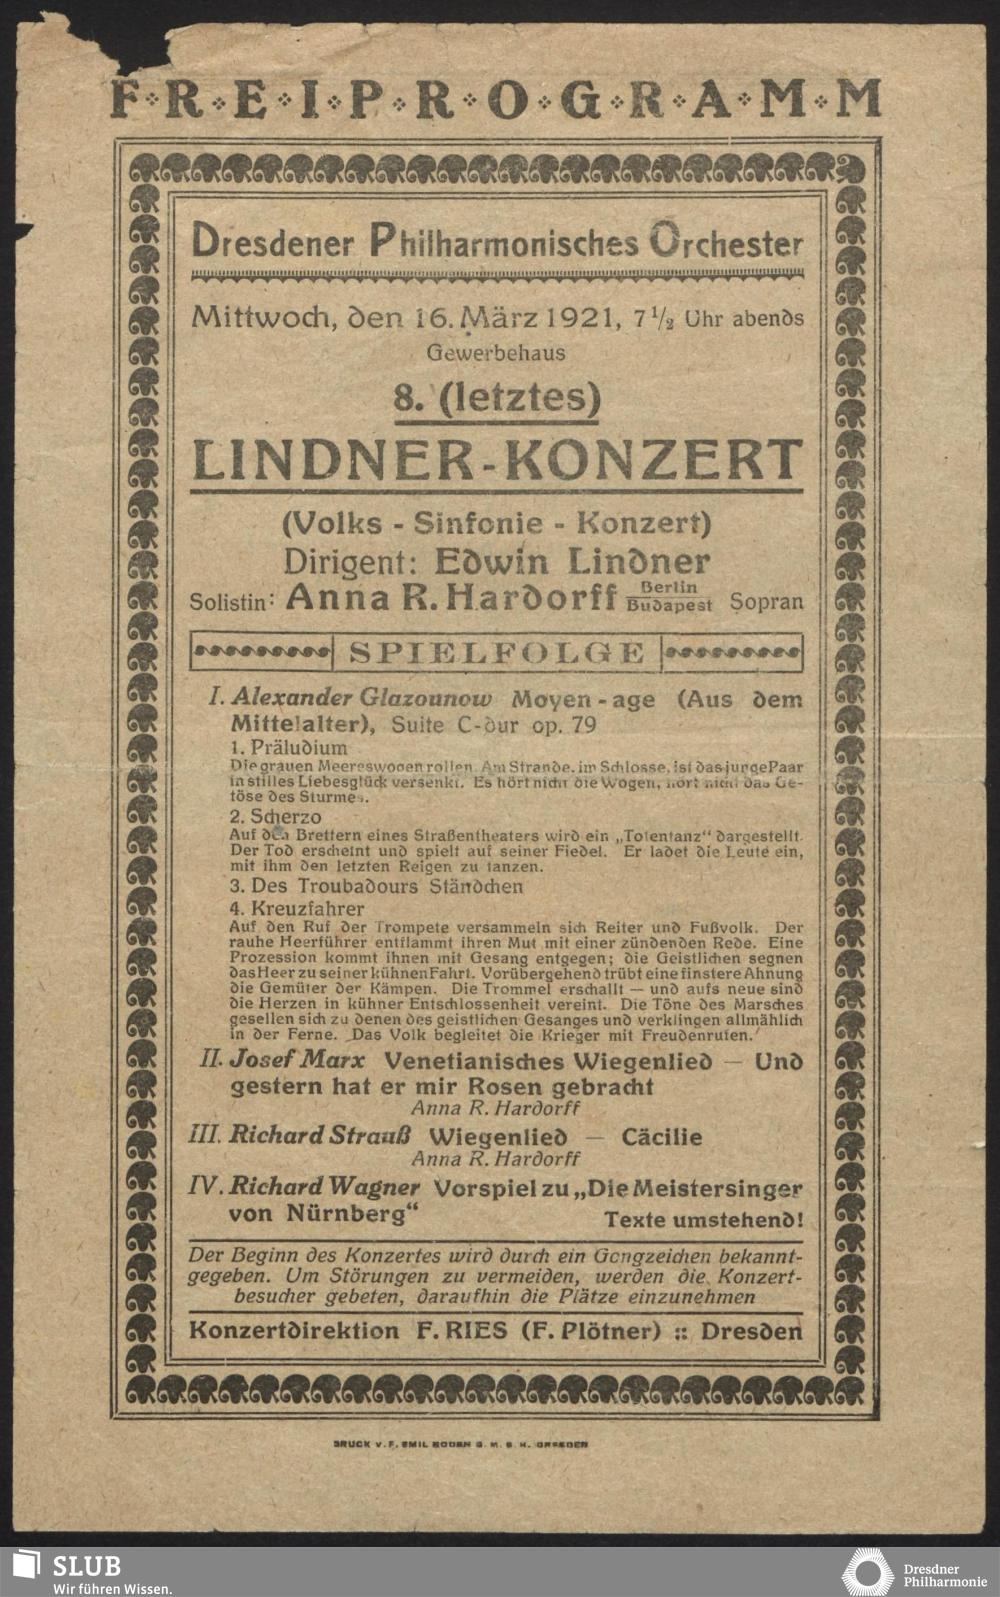 F·R·E·I·P·R·O·G·R·A·M·M
Dresdener Philharmonisches Orchester
Mittwoch, den 16. März 1921, 7 1/2 Uhr abends
Gewerbehaus
8. (letztes)
LINDNER-KONZERT
(Volks - Sinfonie - Konzert)
Dirigent: Edwin Lindner
Solistin: Anna R. Hardorff Berlin Budapest Sopran
SPIELFOLGE
I. Alexander Glazounow Moyen-age (Aus dem
Mittelalter), Suite C-dur op. 79
1. Präludium
Die grauen Meereswogen rollen. Am Strande, im Schlosse, ist das junge Paar
in stilles Liebesglück versenkt. Es hört nicht die Wogen, hört nicht das Ge-
töse des Sturmes.
2. Scherzo
Auf den Brettern eines Straßentheaters wird ein „Totentanz“ dargestellt.
Der Tod erscheint und spielt auf seiner Fiedel. Er ladet die Leute ein,
mit ihm den letzten Reigen zu tanzen.
3. Des Troubadours Ständchen
4. Kreuzfahrer
Auf den Ruf der Trompete versammeln sich Reiter und Fußvolk. Der
rauhe Heerführer entflammt ihren Mut mit einer zündenden Rede. Eine
Prozession kommt ihnen mit Gesang entgegen; die Geistlichen segnen
das Heer zu seiner kühnen Fahrt. Vorübergehend trübt eine finstere Ahnung
die Gemüter der Kämpen. Die Trommel erschallt — und aufs neue sind
die Herzen in kühner Entschlossenheit vereint. Die Töne des Marsches
gesellen sich zu denen des geistlichen Gesanges und verklingen allmählich
in der Ferne. Das Volk begleitet die Krieger mit Freudenrufen.
II. Josef Marx Venetianisches Wiegenlied — Und
gestern hat er mir Rosen gebracht
Anna R. Hardorff
III. Richard Strauß Wiegenlied — Cäcilie
Anna R. Hardorff
IV. Richard Wagner Vorspiel zu „Die Meistersinger
von Nürnberg“ Texte umstehend!
Der Beginn des Konzertes wird durch ein Gongzeichen bekannt-
gegeben. Um Störungen zu vermeiden, werden die Konzert-
besucher gebeten, daraufhin die Plätze einzunehmen
Konzertdirektion F. RIES (F. Plötner) :: Dresden
DRUCK V. F. EMIL BODEN G. M. B. H. DRESDEN
SLUB
Wir führen Wissen.
Dresdner
Philharmonie